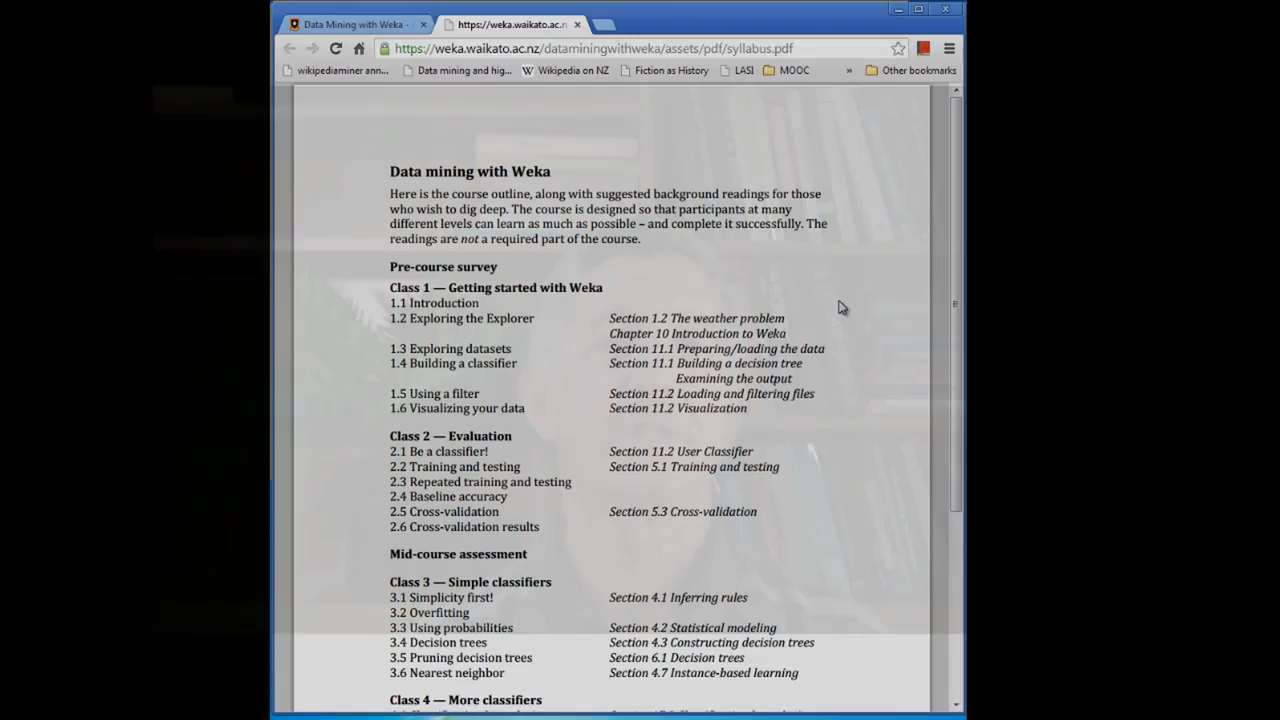 Data Mining with Weka -
https://weka.waikato.ac.n
https://weka.waikato.ac.nz/dataminingwithweka/assets/pdf/syllabus.pdf
wikipediaminer ann... Data mining and hig... Wikipedia on NZ Fiction as History LASI MOOC » Other bookmarks
Data mining with Weka
Here is the course outline, along with suggested background readings for those
who wish to dig deep. The course is designed so that participants at many
different levels can learn as much as possible – and complete it successfully. The
readings are not a required part of the course.
Pre-course survey
Class 1 — Getting started with Weka
1.1 Introduction
1.2 Exploring the Explorer Section 1.2 The weather problem
Chapter 10 Introduction to Weka
1.3 Exploring datasets Section 11.1 Preparing/loading the data
1.4 Building a classifier Section 11.1 Building a decision tree
Examining the output
1.5 Using a filter Section 11.2 Loading and filtering files
1.6 Visualizing your data Section 11.2 Visualization
Class 2 — Evaluation
2.1 Be a classifier! Section 11.2 User Classifier
2.2 Training and testing Section 5.1 Training and testing
2.3 Repeated training and testing
2.4 Baseline accuracy
2.5 Cross-validation Section 5.3 Cross-validation
2.6 Cross-validation results
Mid-course assessment
Class 3 — Simple classifiers
3.1 Simplicity first! Section 4.1 Inferring rules
3.2 Overfitting
3.3 Using probabilities Section 4.2 Statistical modeling
3.4 Decision trees Section 4.3 Constructing decision trees
3.5 Pruning decision trees Section 6.1 Decision trees
3.6 Nearest neighbor Section 4.7 Instance-based learning
Class 4 — More classifiers